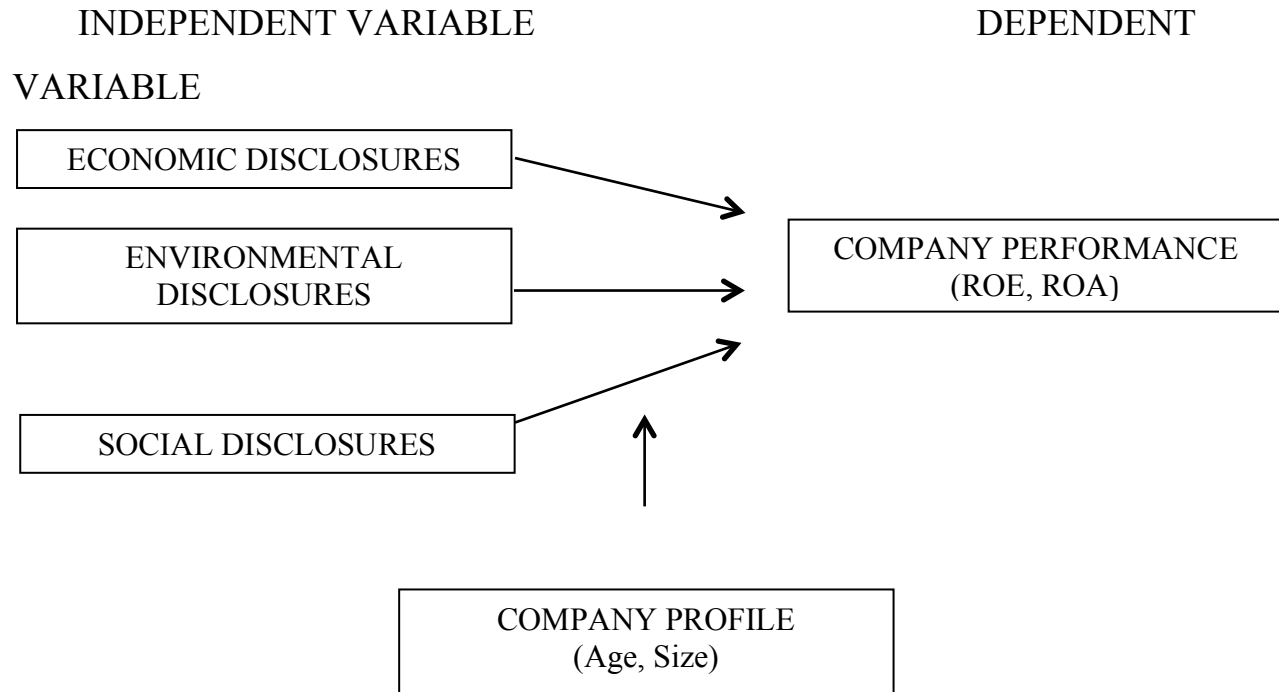 INDEPENDENT VARIABLE DEPENDENT
VARIABLE
ECONOMIC DISCLOSURES
ENVIRONMENTAL
DISCLOSURES
COMPANY PERFORMANCE
(ROE, ROA)
SOCIAL DISCLOSURES
COMPANY PROFILE
(Age, Size)